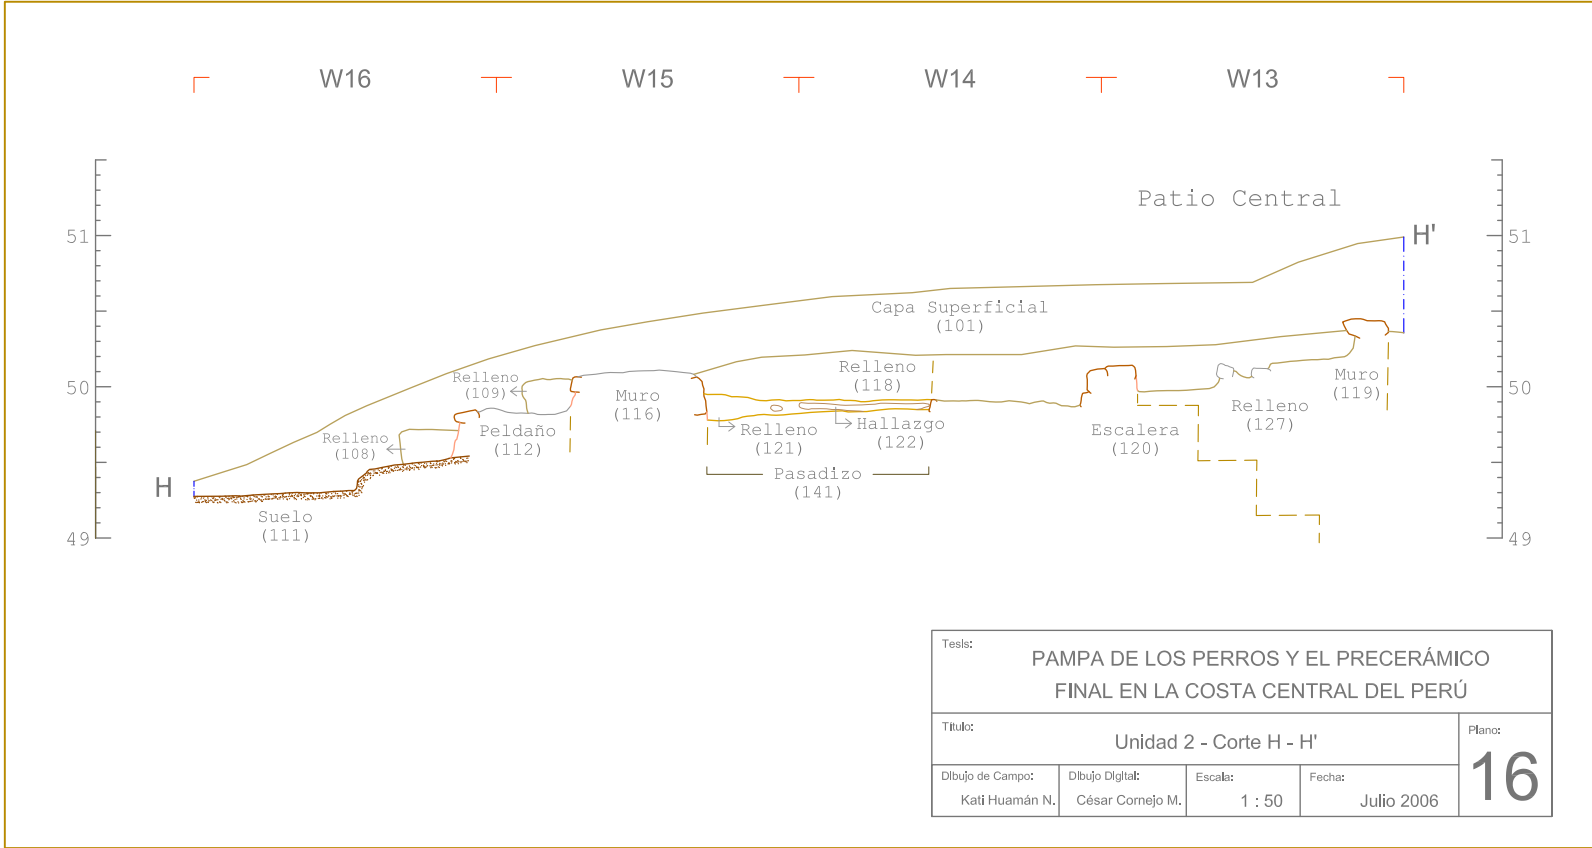 W16 W15 W14 W13
Patio Central
51 H' 51
Capa Superficial
(101)
Relleno
(118)
Relleno
(109)
50 50
Muro
(116)
Muro
(119)
Relleno
(127)
Relleno
(108)
Peldaño
(112)
Relleno
(121)
Hallazgo
(122)
Escalera
(120)
Pasadizo
(141)
H
Suelo
(111)
49 49
Tesis:
PAMPA DE LOS PERROS Y EL PRECERÁMICO
FINAL EN LA COSTA CENTRAL DEL PERÚ
Título:
Unidad 2 - Corte H - H'
Plano:
16
Dibujo de Campo:
Kati Huamán N.
Dibujo Digital:
César Cornejo M.
Escala:
1 : 50
Fecha:
Julio 2006